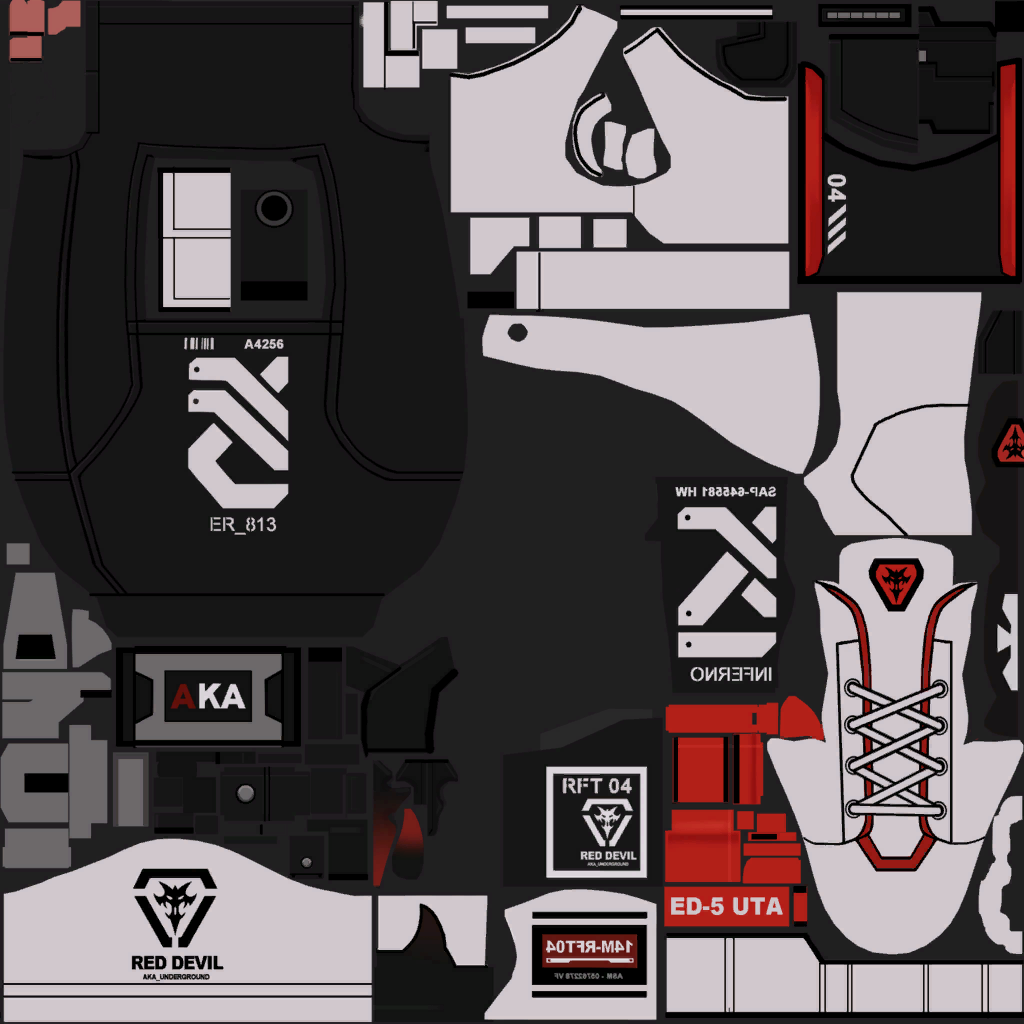 04
A4256
ER_813
SAP-645581 HW
INFERNO
AKA
RFT 04
RED DEVIL
AKA_UNDERGROUND
ED-5 UTA
14M-RFT04
RED DEVIL
AKA_UNDERGROUND